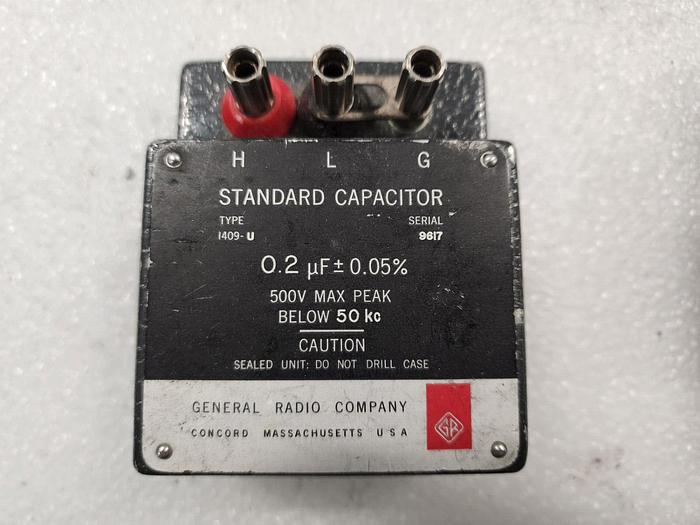 H L G
STANDARD CAPACITOR
TYPE SERIAL
1409-U 9617
0.2 µF ± 0.05%
500V MAX PEAK
BELOW 50 kc
CAUTION
SEALED UNIT: DO NOT DRILL CASE
GENERAL RADIO COMPANY
CONCORD MASSACHUSETTS USA
GR